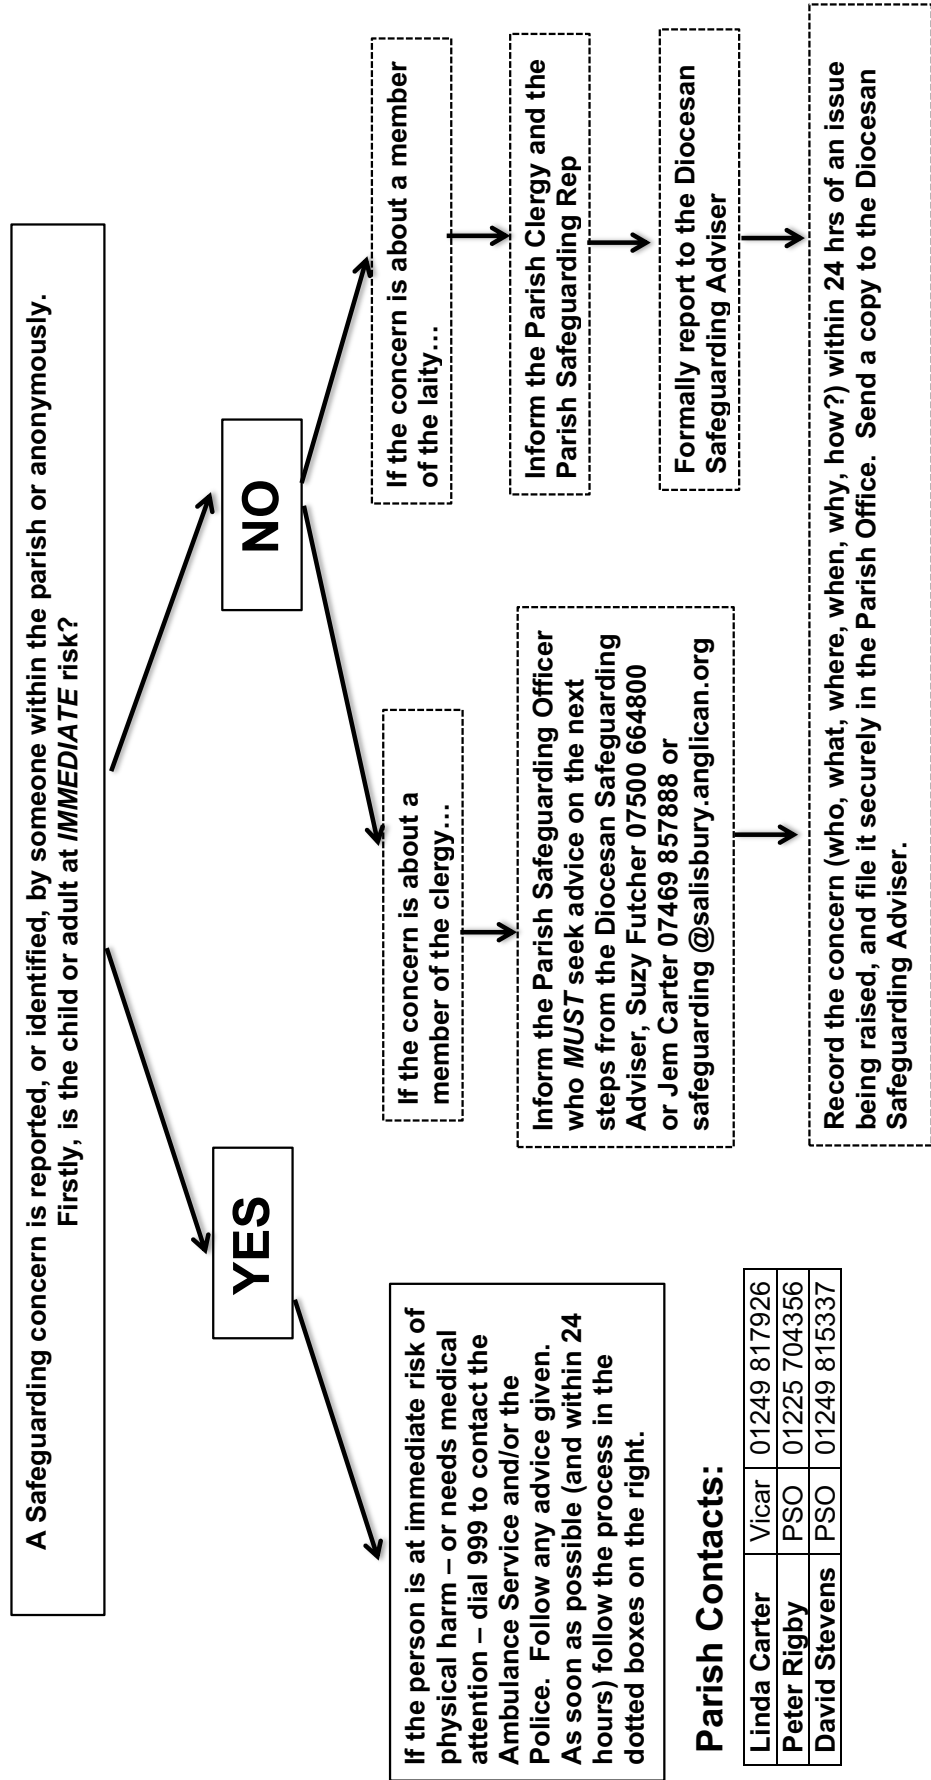 A Safeguarding concern is reported, or identified, by someone within the parish or anonymously.
Firstly, is the child or adult at IMMEDIATE risk?
YES
NO
If the person is at immediate risk of
physical harm – or needs medical
attention – dial 999 to contact the
Ambulance Service and/or the
Police.  Follow any advice given.
As soon as possible (and within 24
hours) follow the process in the
dotted boxes on the right.
If the concern is about a
member of the clergy…
If the concern is about a member
of the laity…
Inform the Parish Safeguarding Officer
who MUST seek advice on the next
steps from the Diocesan Safeguarding
Adviser, Suzy Futcher 07500 664800
or Jem Carter 07469 857888 or
safeguarding @salisbury.anglican.org
Inform the Parish Clergy and the
Parish Safeguarding Rep
Formally report to the Diocesan
Safeguarding Adviser
Record the concern (who, what, where, when, why, how?) within 24 hrs of an issue
being raised, and file it securely in the Parish Office.  Send a copy to the Diocesan
Safeguarding Adviser.
Parish Contacts:
Linda Carter Vicar 01249 817926
Peter Rigby PSO 01225 704356
David Stevens PSO 01249 815337